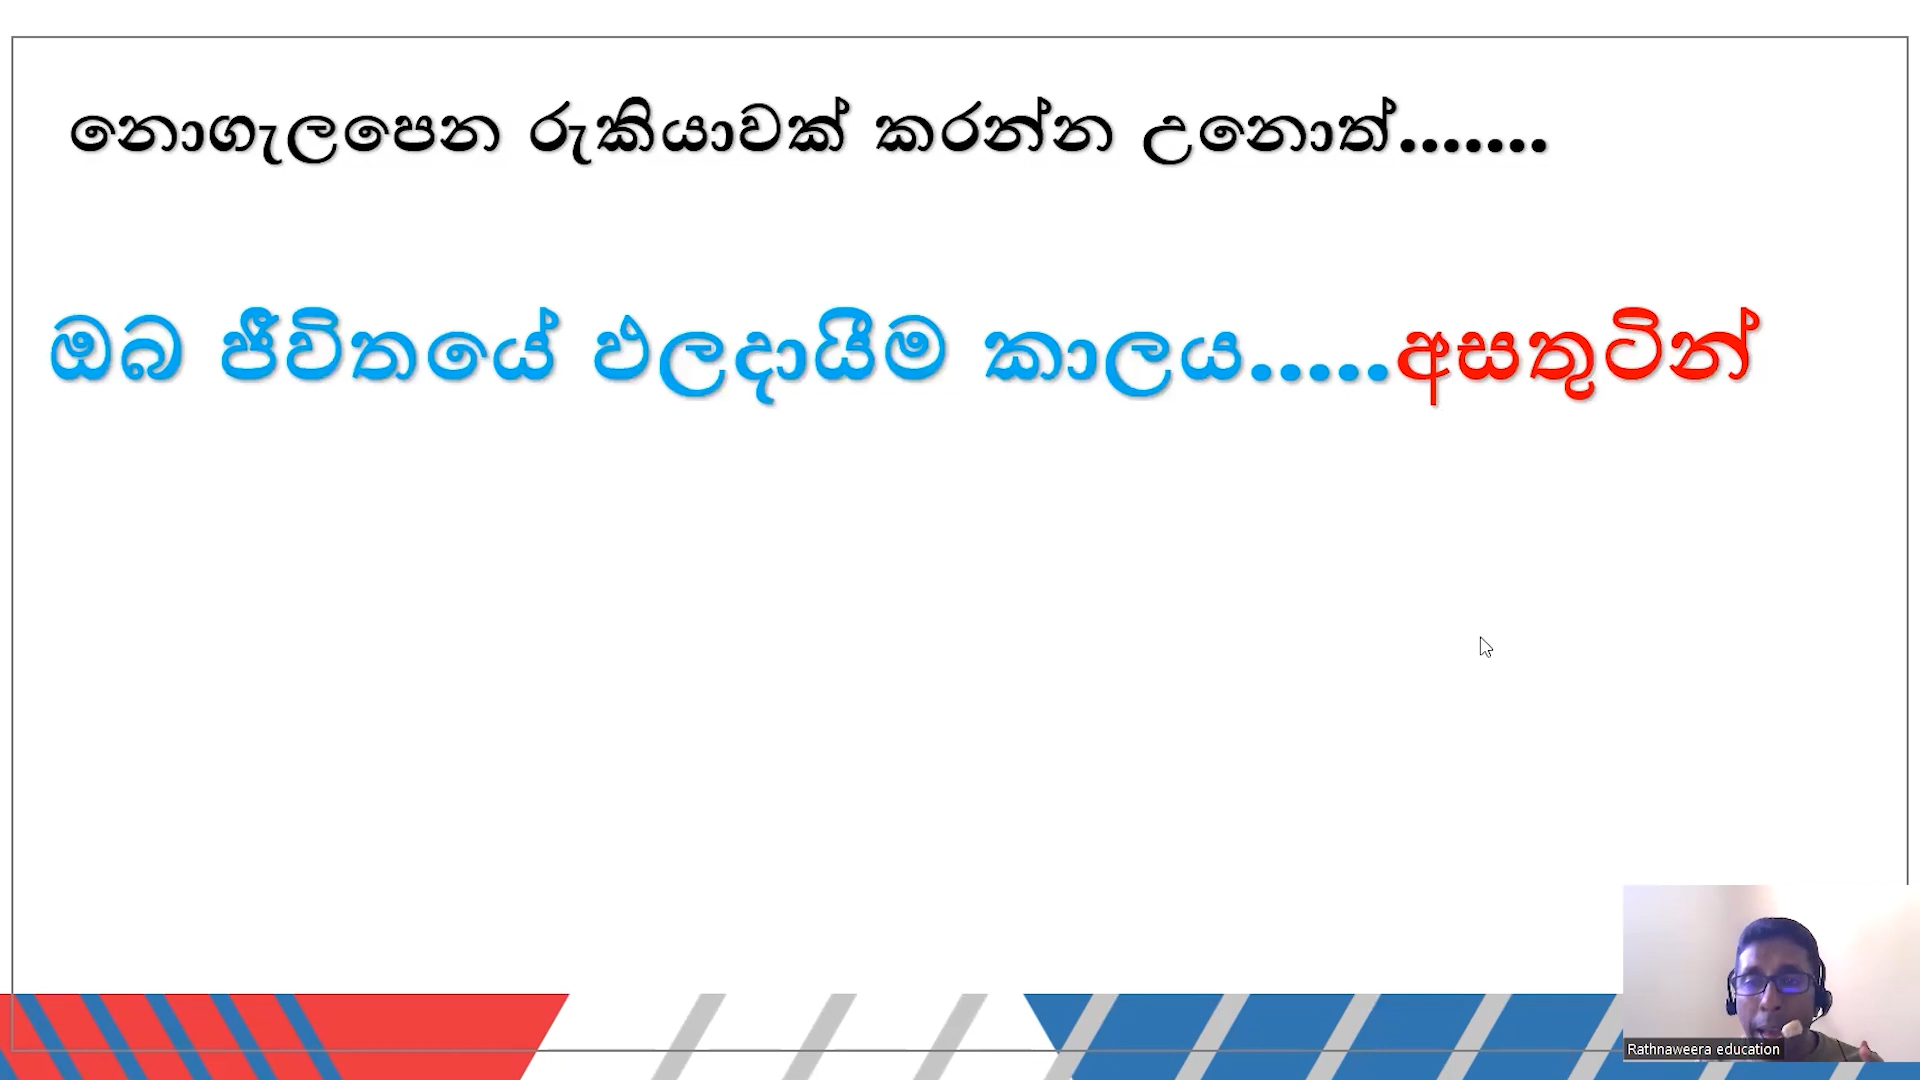 නොගැලපෙන රුකියාවක් කරන්න උනොත්.......
ඔබ ජීවිතයේ ඵලදායීම කාලය.....අසතුටින්
Rathnaweera education